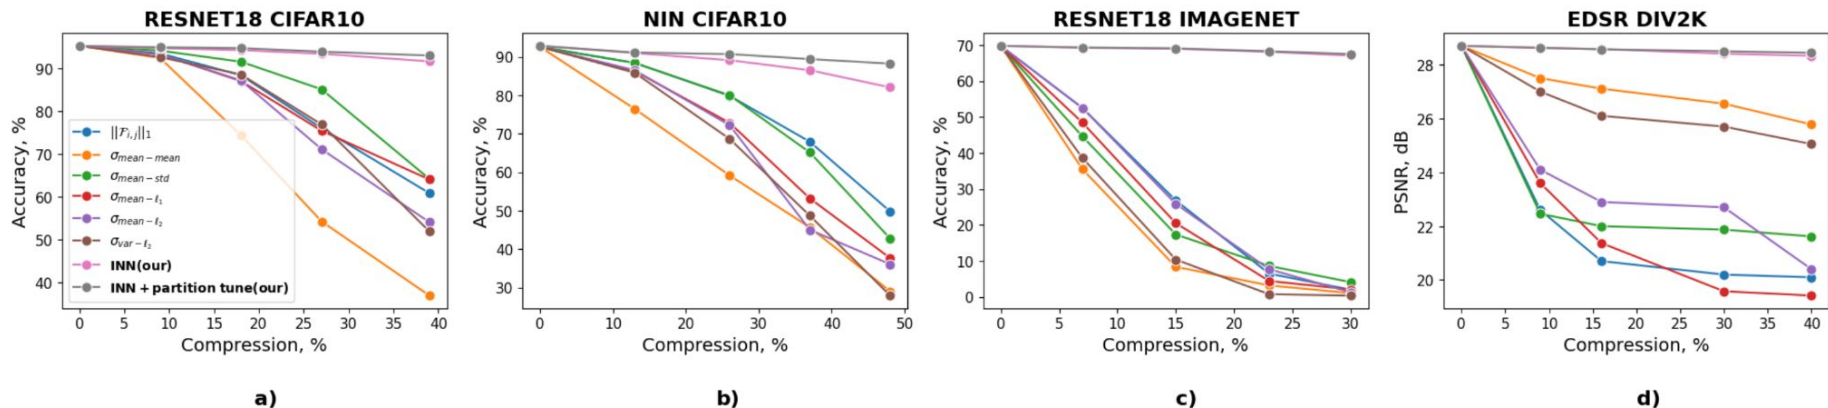 RESNET18 CIFAR10
Accuracy, %
90
80
70
60
50
40
||𝓕i,j||1
σmean−mean
σmean−std
σmean−ℓ1
σmean−ℓ2
σvar−ℓ2
INN(our)
INN + partition tune(our)
0 5 10 15 20 25 30 35 40
Compression, %
a)
NIN CIFAR10
Accuracy, %
90
80
70
60
50
40
30
0 10 20 30 40 50
Compression, %
b)
RESNET18 IMAGENET
Accuracy, %
70
60
50
40
30
20
10
0
0 5 10 15 20 25 30
Compression, %
c)
EDSR DIV2K
PSNR, dB
28
26
24
22
20
0 5 10 15 20 25 30 35 40
Compression, %
d)